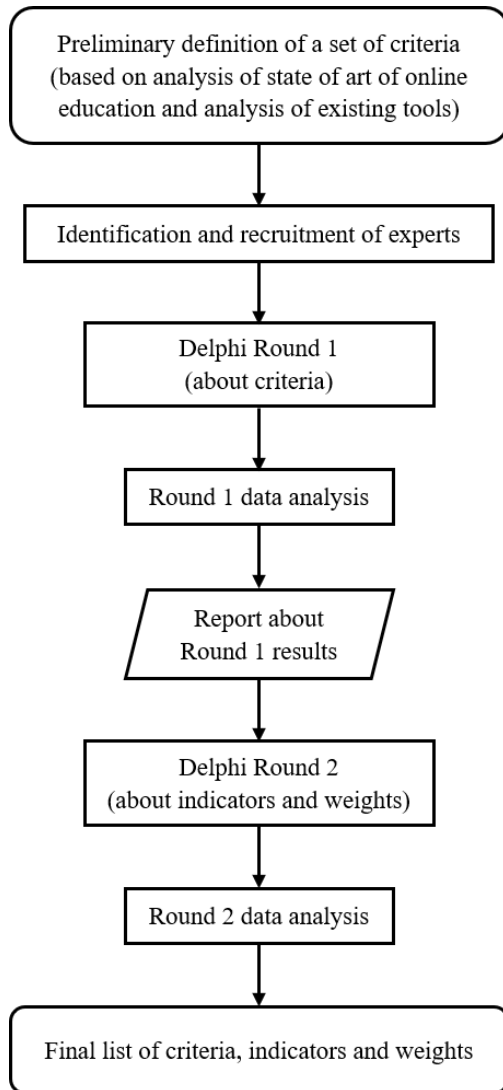 Preliminary definition of a set of criteria
(based on analysis of state of art of online
education and analysis of existing tools)
Identification and recruitment of experts
Delphi Round 1
(about criteria)
Round 1 data analysis
Report about
Round 1 results
Delphi Round 2
(about indicators and weights)
Round 2 data analysis
Final list of criteria, indicators and weights